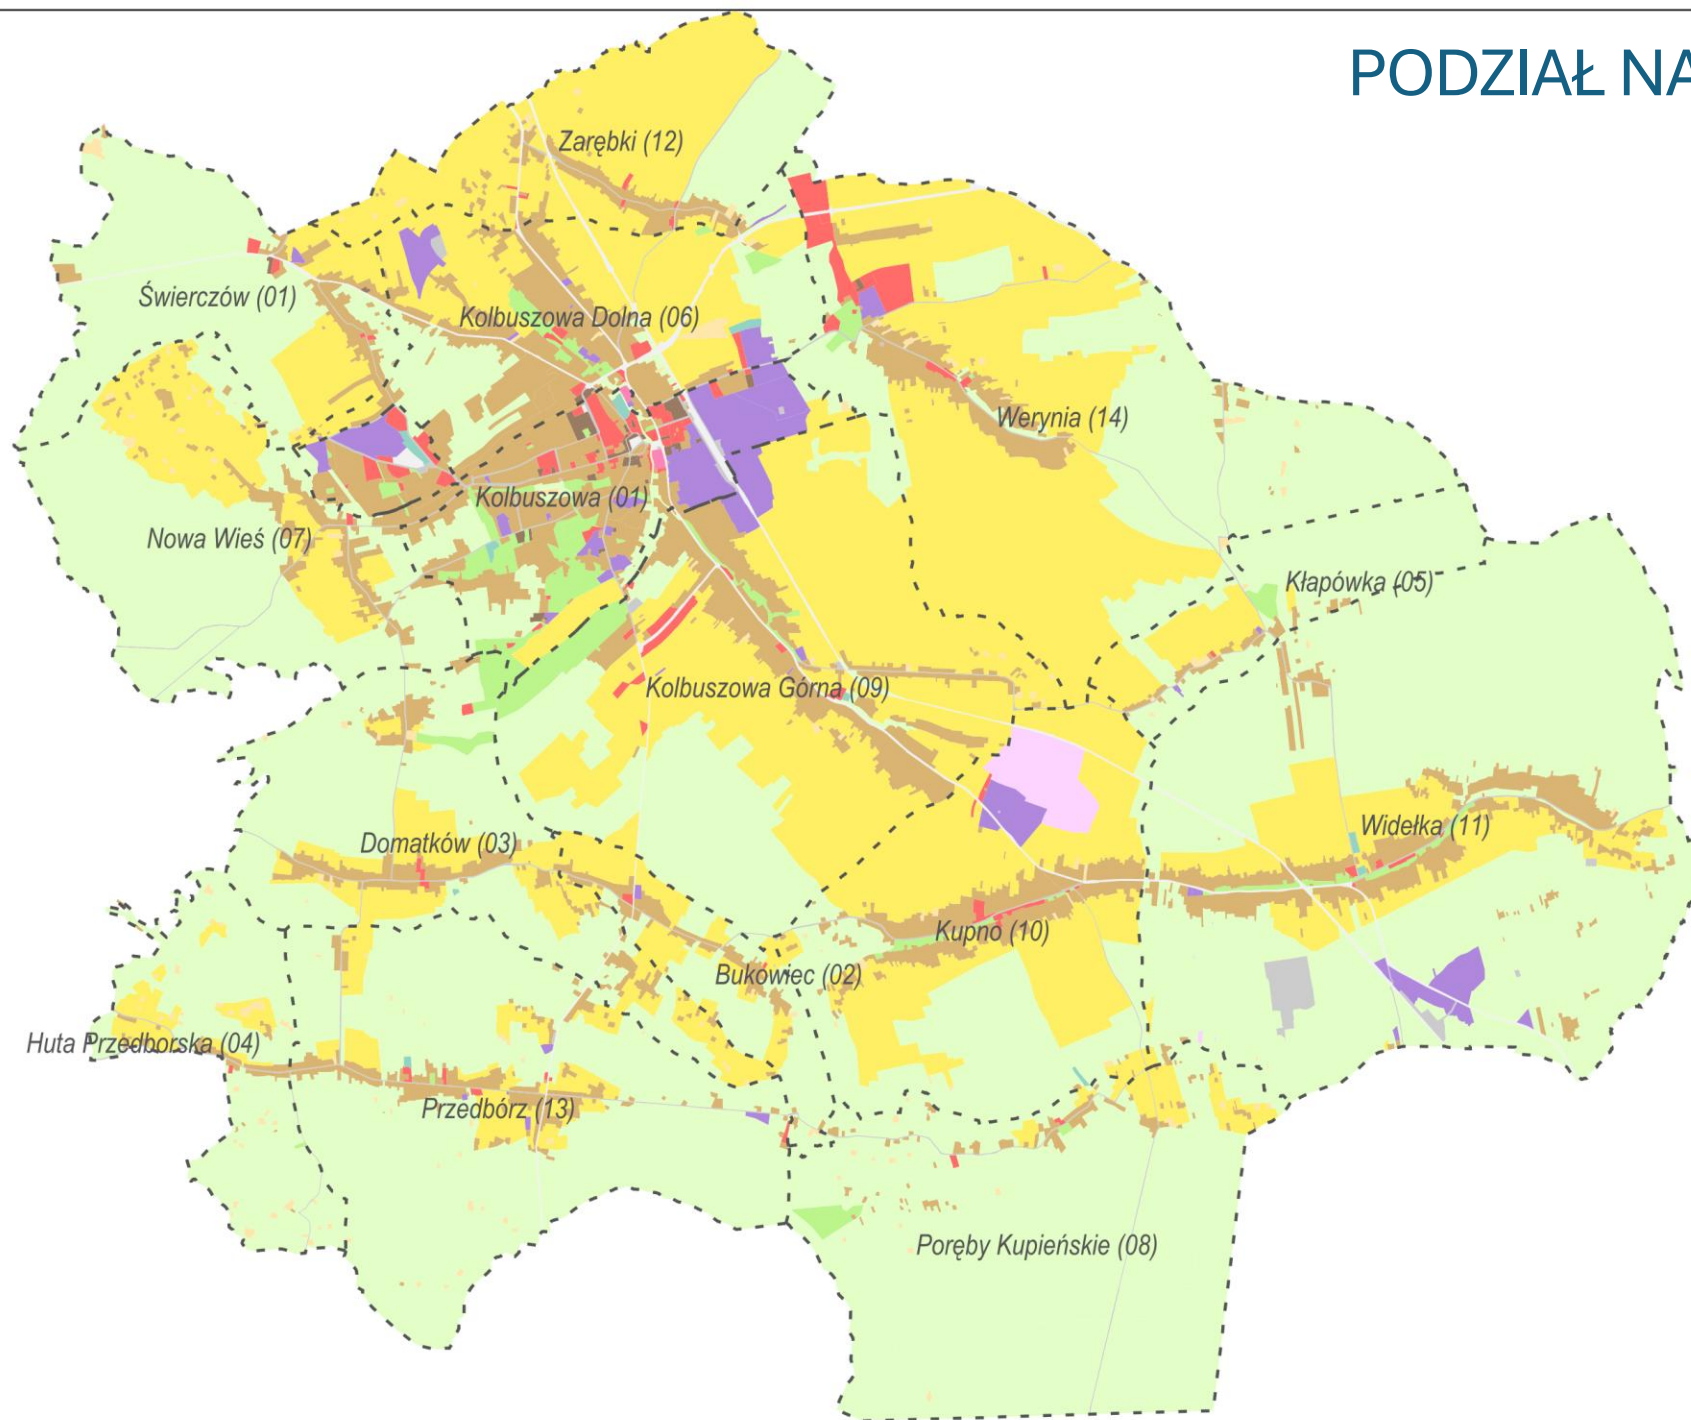 PODZIAŁ NA
Zarębki (12)
Świerczów (01)
Kolbuszowa Dolna (06)
Werynia (14)
Kolbuszowa (01)
Nowa Wieś (07)
Kłapówka (05)
Kolbuszowa Górna (09)
Domatków (03)
Widełka (11)
Kupno (10)
Bukowiec (02)
Huta Przedborska (04)
Przedbórz (13)
Poręby Kupieńskie (08)